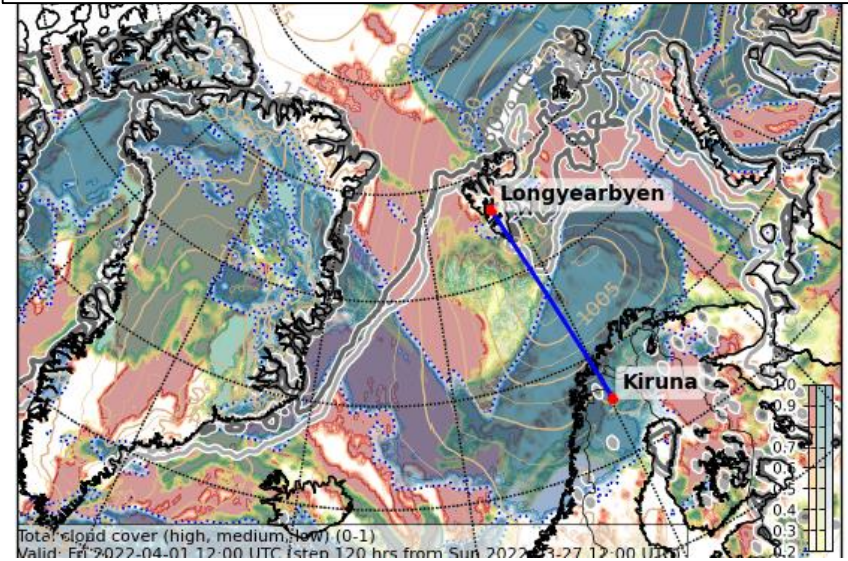 1025
Longyearbyen
1005
Kiruna
1.0
0.9
0.7
0.6
0.5
0.4
0.3
0.2
Total cloud cover (high, medium, low) (0-1)
Valid: Fri 2022-04-01 12:00 UTC (step 120 hrs from Sun 2022-03-27 12:00 UTC)